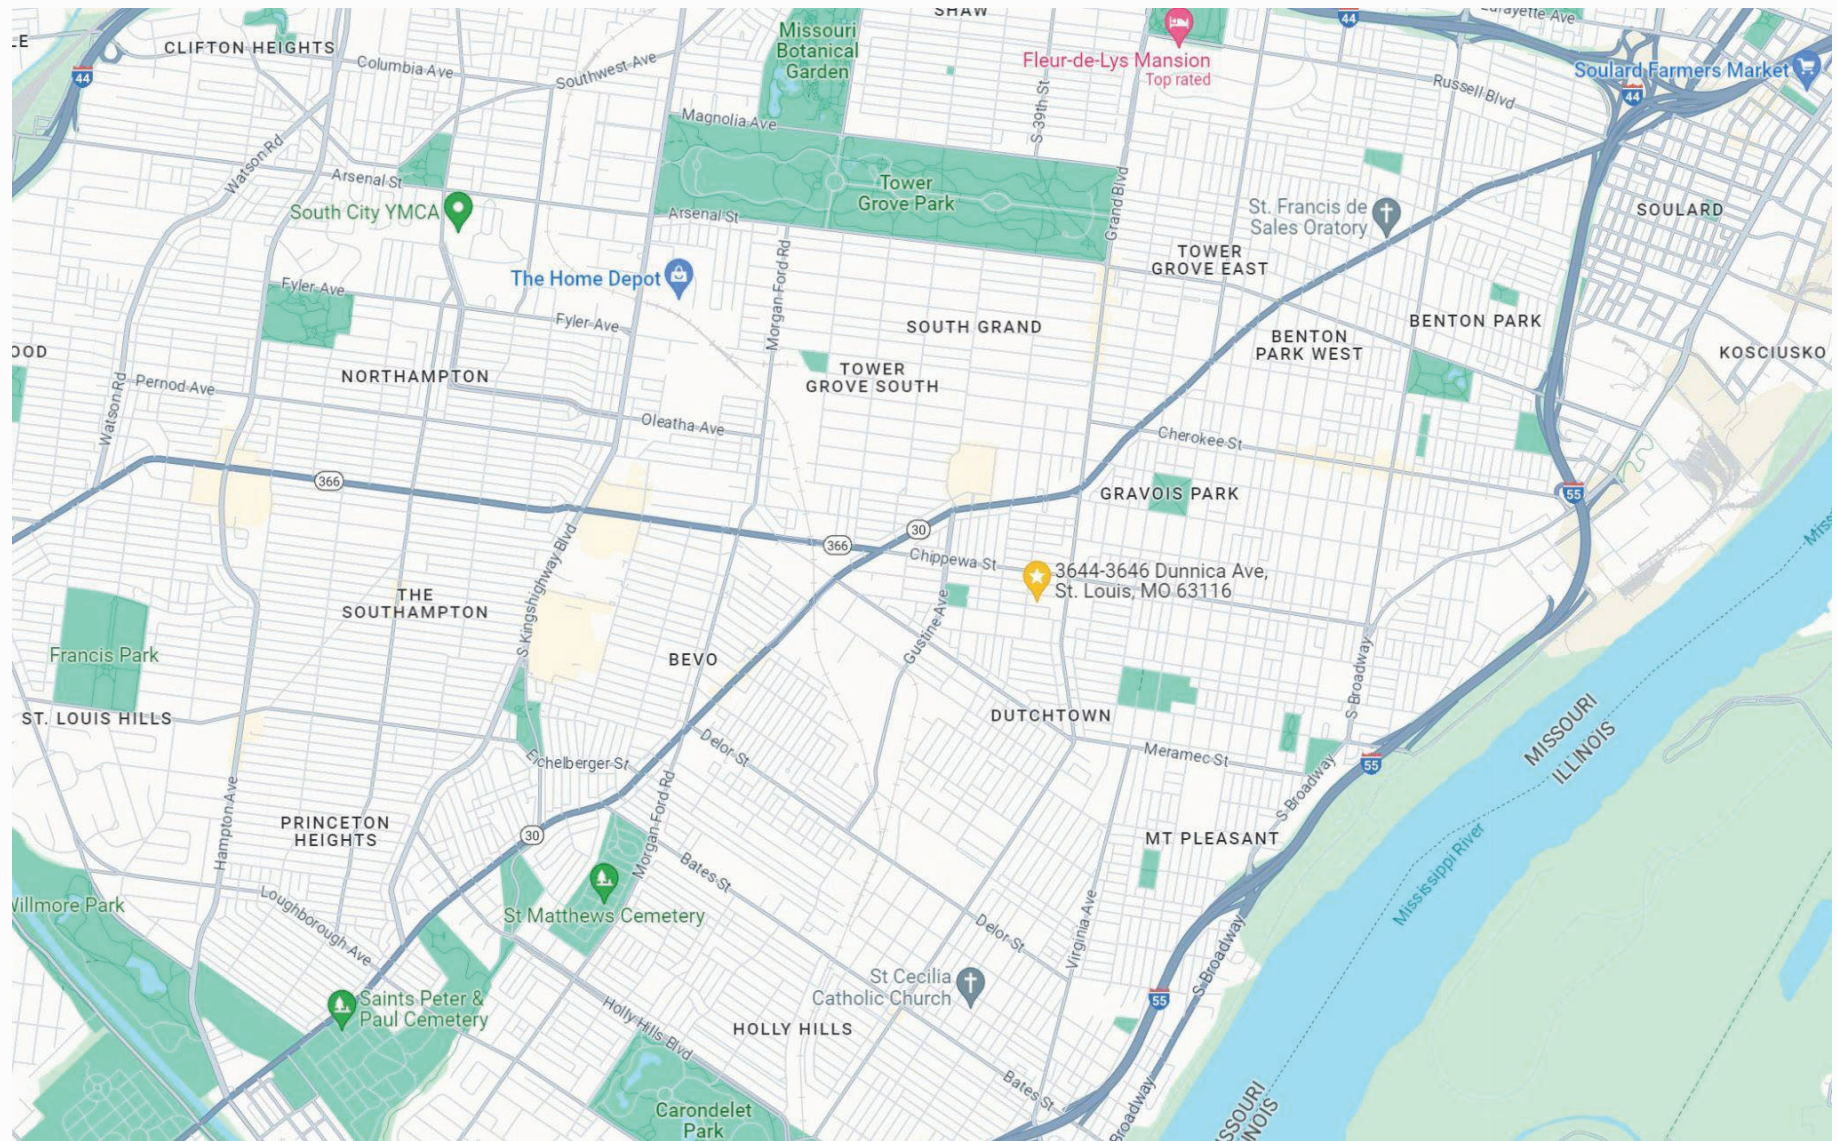 SHAW
44
Lafayette Ave
LE
CLIFTON HEIGHTS
Missouri
Botanical
Garden
Columbia Ave
Southwest Ave
Fleur-de-Lys Mansion
Top rated
44
Soulard Farmers Market
44
Russell Blvd
S 39th St
Magnolia Ave
Watson Rd
Arsenal St
Tower
Grove Park
Grand Blvd
South City YMCA
Arsenal St
St. Francis de
Sales Oratory
SOULARD
TOWER
GROVE EAST
The Home Depot
Morgan Ford Rd
Fyler Ave
Fyler Ave
SOUTH GRAND
BENTON PARK
BENTON
PARK WEST
KOSCIUSKO
OOD
NORTHAMPTON
TOWER
GROVE SOUTH
Pernod Ave
Watson Rd
Oleatha Ave
Cherokee St
366
GRAVOIS PARK
55
30
366
Chippewa St
3644-3646 Dunnica Ave,
St. Louis, MO 63116
S Kingshighway Blvd
THE
SOUTHAMPTON
Gustine Ave
Francis Park
BEVO
S Broadway
ST. LOUIS HILLS
DUTCHTOWN
MISSOURI
ILLINOIS
Delor St
Meramec St
55
Eichelberger St
S Broadway
Hampton Ave
Morgan Ford Rd
PRINCETON
HEIGHTS
30
MT PLEASANT
Mississippi River
Bates St
Loughborough Ave
Willmore Park
St Matthews Cemetery
Delor St
Virginia Ave
S Broadway
St Cecilia
Catholic Church
55
Saints Peter &
Paul Cemetery
Holly Hills Blvd
HOLLY HILLS
Bates St
Carondelet
Park
Broadway
SSOURI
INOIS
Miss